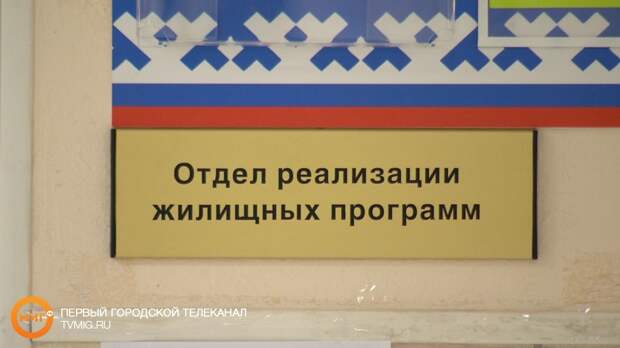 Отдел реализации
жилищных программ
ПЕРВЫЙ ГОРОДСКОЙ ТЕЛЕКАНАЛ
TVMIG.RU